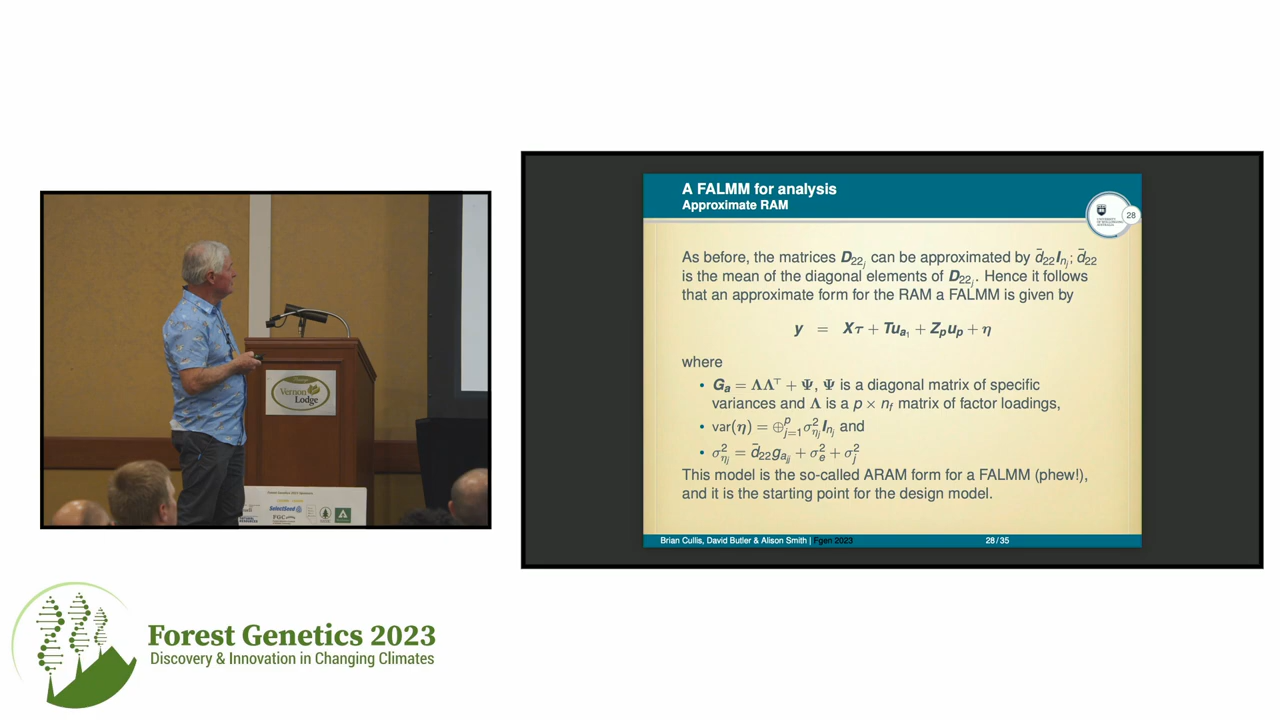 A FALMM for analysis
Approximate RAM
28
As before, the matrices D₂₂ⱼ can be approximated by d̄₂₂Iₙⱼ; d̄₂₂
is the mean of the diagonal elements of D₂₂ⱼ. Hence it follows
that an approximate form for the RAM a FALMM is given by
y = Xτ + Tuₐ₁ + Zₚuₚ + η
where
• Gₐ = ΛΛ⊤ + Ψ, Ψ is a diagonal matrix of specific
variances and Λ is a p × n_f matrix of factor loadings,
• var(η) = ⊕ᵖⱼ₌₁σ²_ηⱼIₙⱼ and
• σ²_ηⱼ = d̄₂₂gₐⱼⱼ + σ²ₑ + σ²ⱼ
This model is the so-called ARAM form for a FALMM (phew!),
and it is the starting point for the design model.
Brian Cullis, David Butler & Alison Smith | Fgen 2023
28/35
Vernon
Lodge
SelectSeed
FGC
Forest Genetics 2023
Discovery & Innovation in Changing Climates